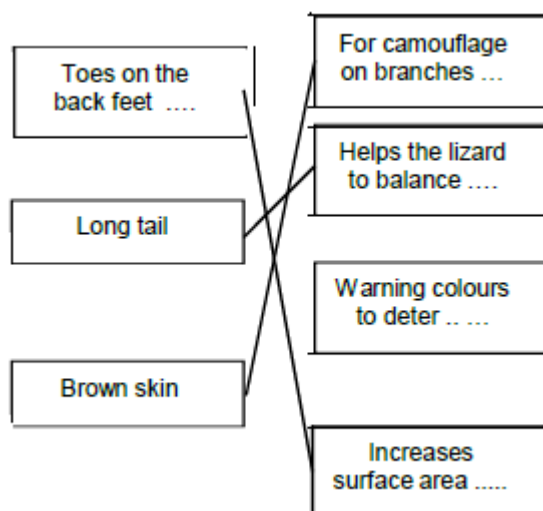 Toes on the
back feet ....
Long tail
Brown skin
For camouflage
on branches ...
Helps the lizard
to balance ....
Warning colours
to deter .. ...
Increases
surface area .....